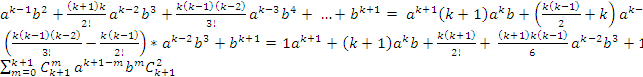 a^{k-1}b^2 + \frac{(k+1)k}{2!}a^{k-2}b^3 + \frac{k(k-1)(k-2)}{3!}a^{k-3}b^4 + … + b^{k+1} = a^{k+1}(k+1)a^k b + \left(\frac{k(k-1)}{2} + k\right)a^{k-}
\left(\frac{k(k-1)(k-2)}{3!} - \frac{k(k-1)}{2!}\right) * a^{k-2}b^3 + b^{k+1} = 1a^{k+1} + (k+1)a^k b + \frac{k(k+1)}{2!} + \frac{(k+1)k(k-1)}{6}a^{k-2}b^3 + 1
\sum_{m=0}^{k+1} C_{k+1}^m a^{k+1-m}b^m C_{k+1}^2